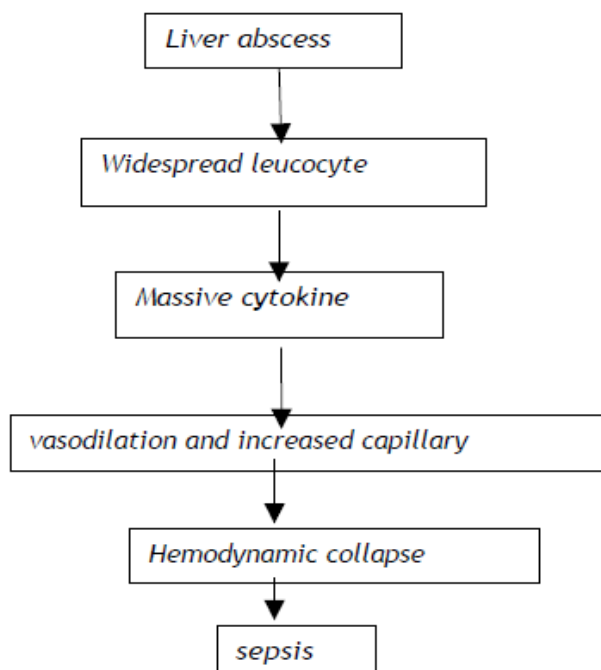 Liver abscess
Widespread leucocyte
Massive cytokine
vasodilation and increased capillary
Hemodynamic collapse
sepsis